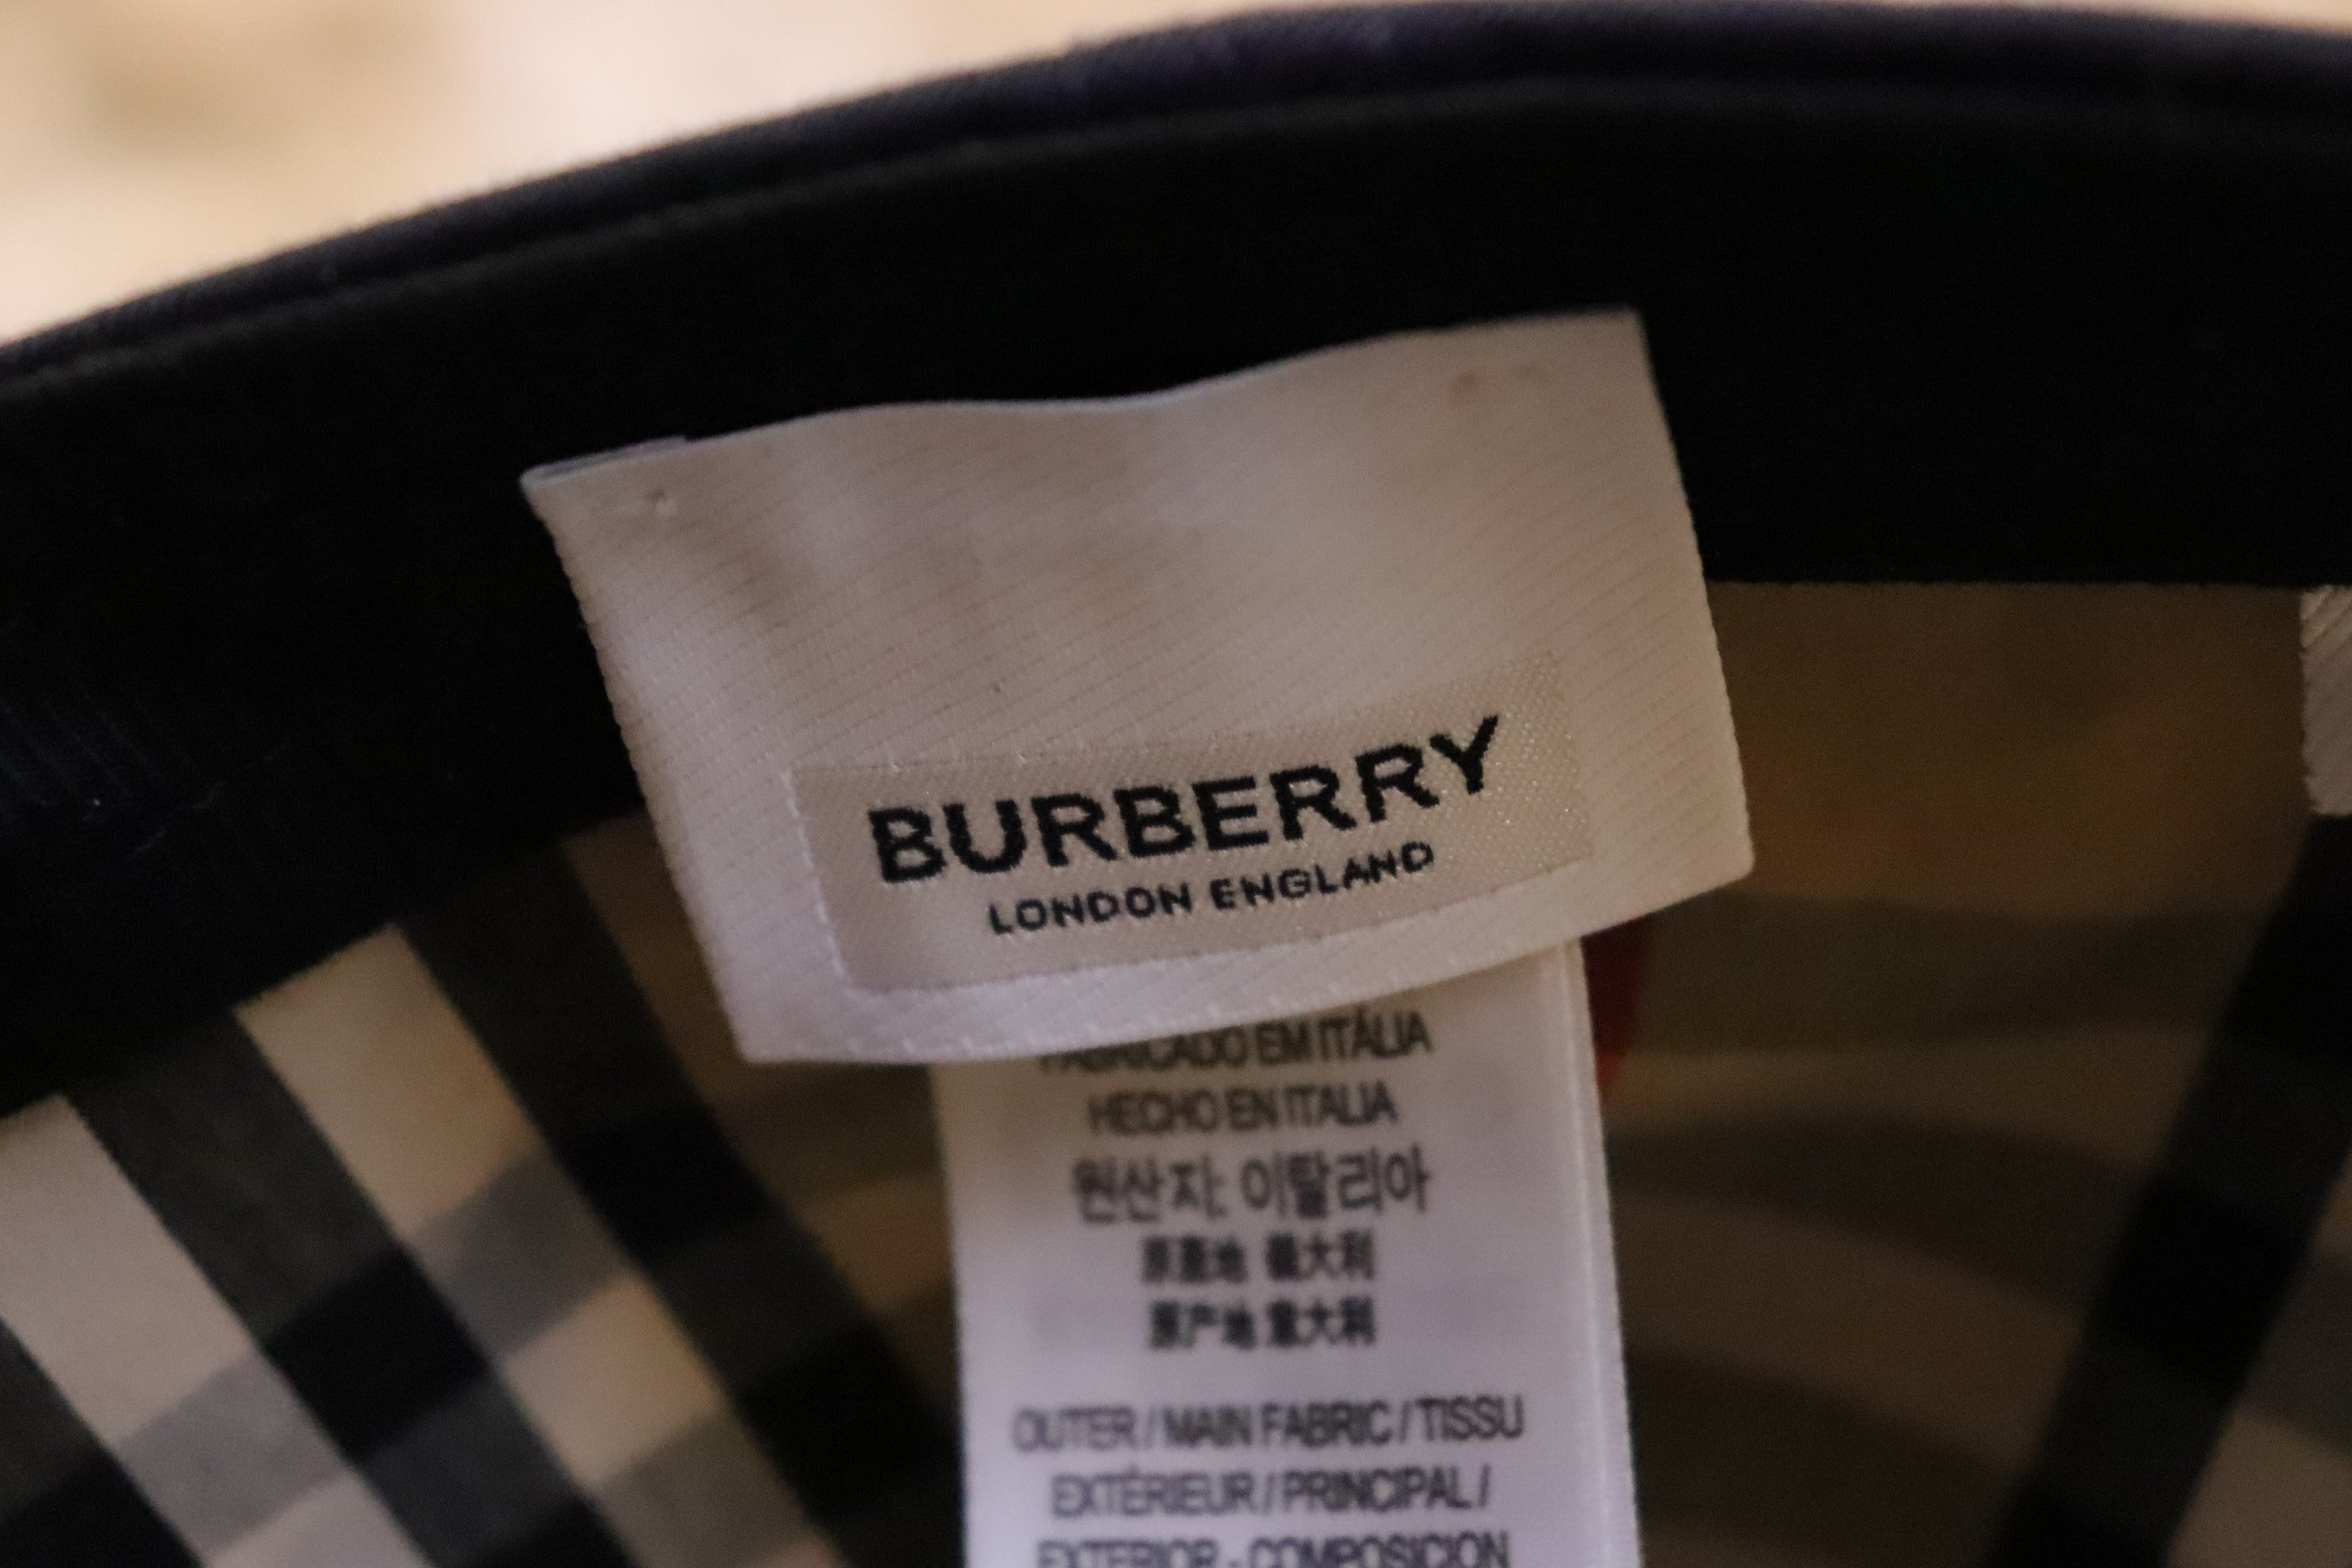 BURBERRY
LONDON ENGLAND
FABRICADO EM ITÁLIA
HECHO EN ITALIA
원산지: 이탈리아
原產地 義大利
原产地 意大利
OUTER / MAIN FABRIC / TISSU
EXTÉRIEUR / PRINCIPAL /
EXTERIOR - COMPOSICION